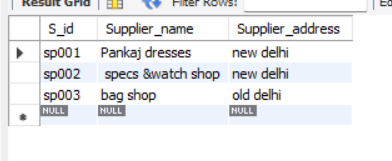 Result Grid Filter Rows: Ed
S_id Supplier_name Supplier_address
sp001 Pankaj dresses new delhi
sp002 specs &watch shop new delhi
sp003 bag shop old delhi
NULL NULL NULL